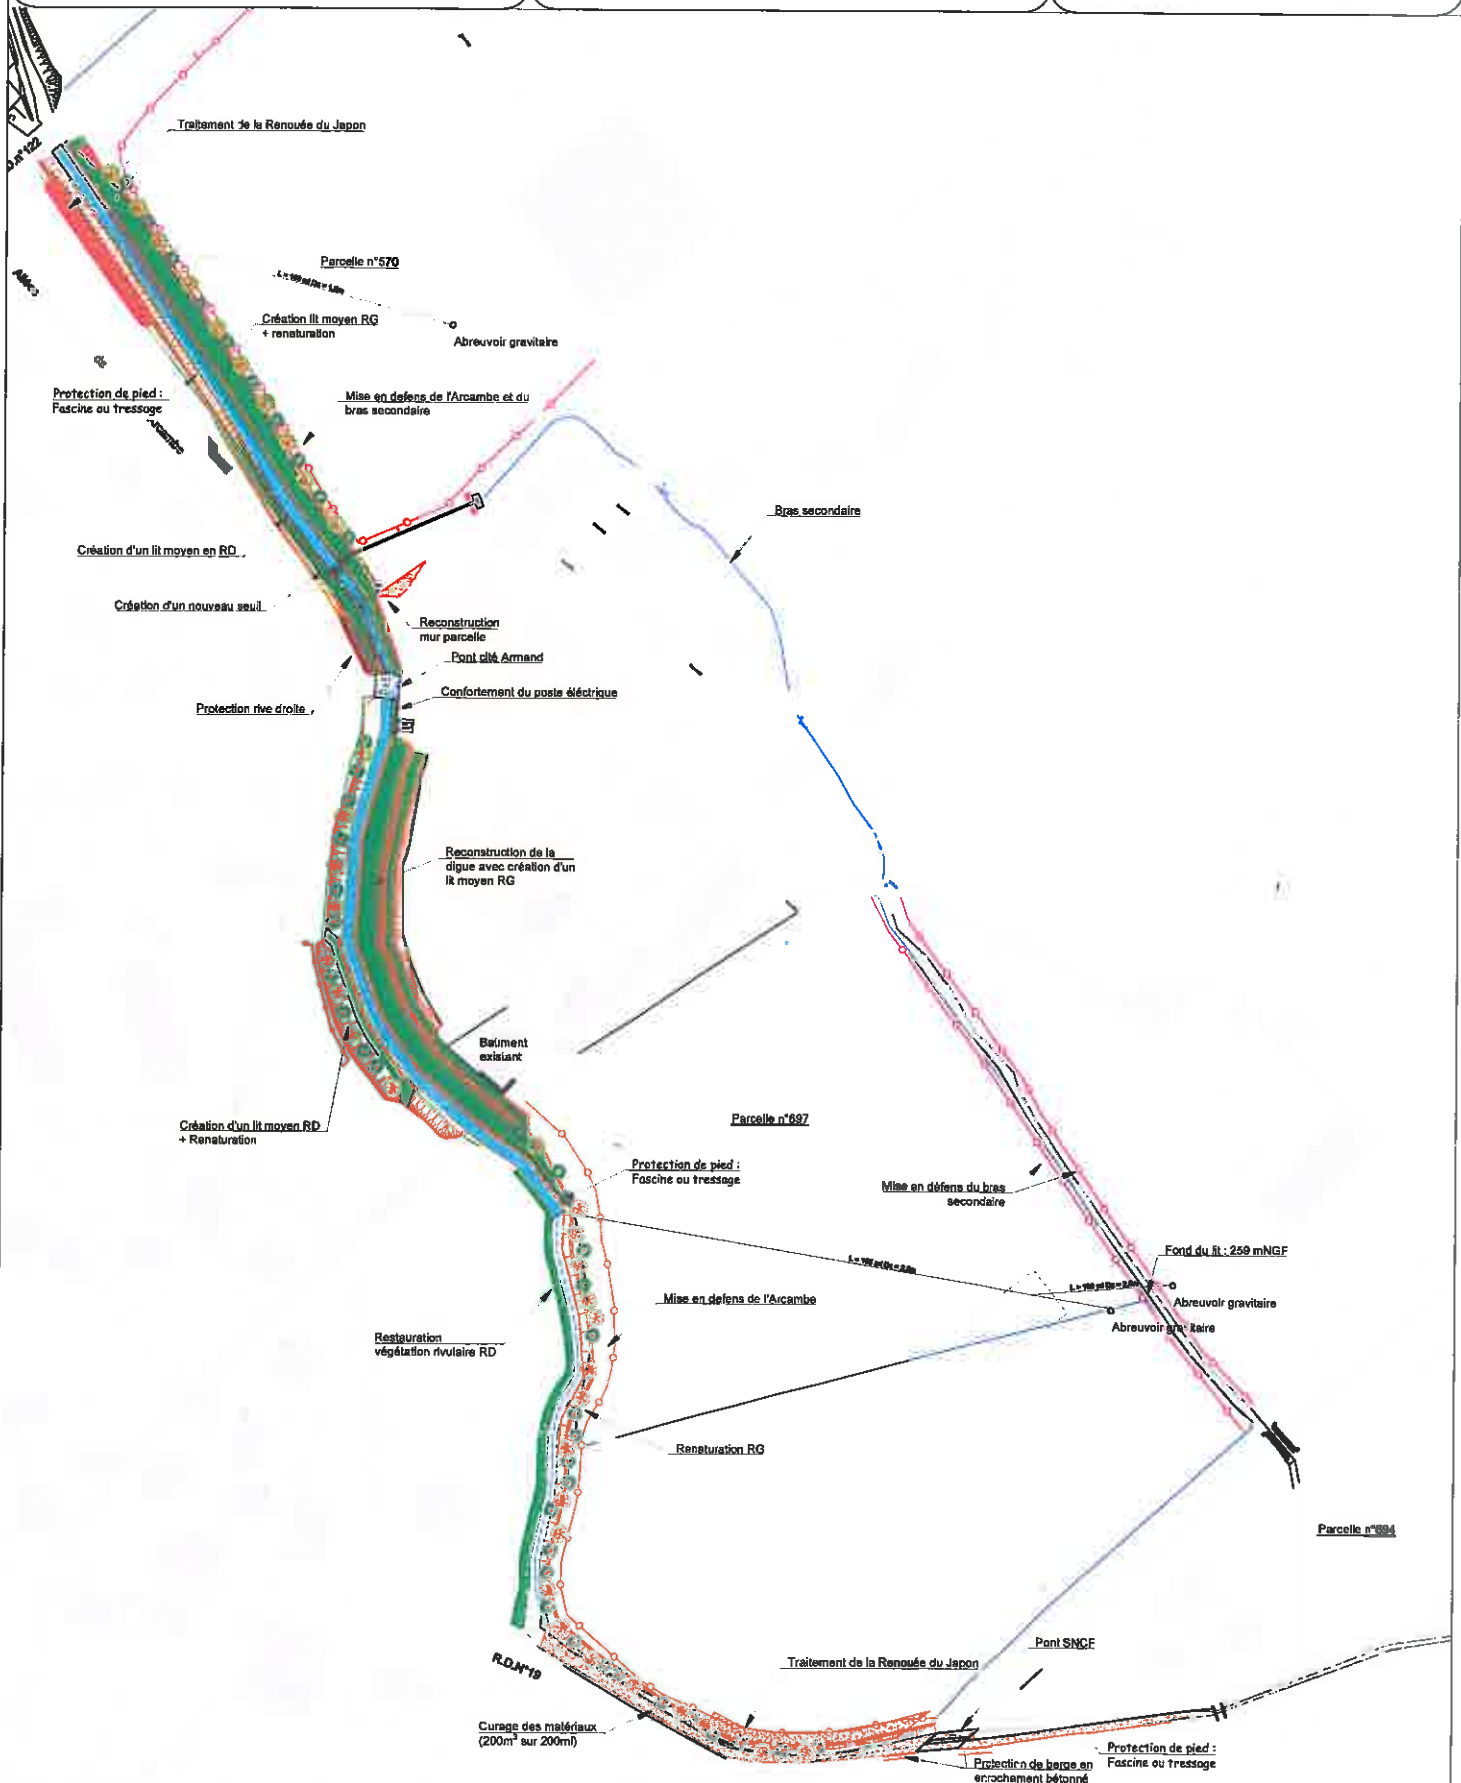 Traitement de la Renouée du Japon
D.n°122
Parcelle n°570
Création lit moyen RG
+ renaturation
Abreuvoir gravitaire
Protection de pied :
Fascine ou tressage
Mise en defens de l'Arcambe et du
bras secondaire
Arcambe
Bras secondaire
Création d'un lit moyen en RD
Création d'un nouveau seuil
Reconstruction
mur parcelle
Pont cité Armand
Confortement du poste éléctrique
Protection rive droite
Reconstruction de la
digue avec création d'un
lit moyen RG
Batiment
existant
Création d'un lit moyen RD
+ Renaturation
Parcelle n°697
Protection de pied :
Fascine ou tressage
Mise en défens du bras
secondaire
Fond du lit : 259 mNGF
Mise en defens de l'Arcambe
Abreuvoir gravitaire
Abreuvoir gravitaire
Restauration
végétation rivulaire RD
Renaturation RG
Parcelle n°694
R.D.N°19
Traitement de la Renouée du Japon
Pont SNCF
Curage des matériaux
(200m³ sur 200ml)
Protection de berge en
enrochement bétonné
Protection de pied :
Fascine ou tressage